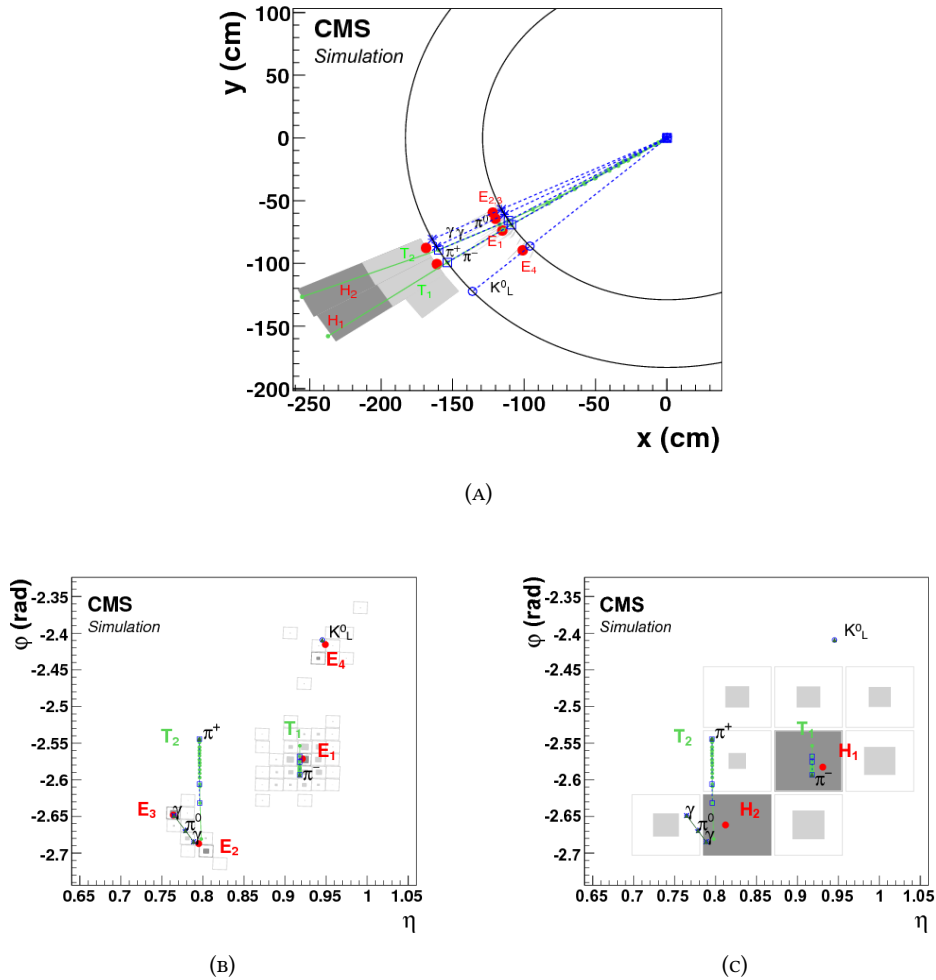 CMS
Simulation
y (cm)
100
50
0
-50
-100
-150
-200
E2,3
γ γ π0
E1
π+ π−
E4
T2
T1
K0L
H2
H1
-250 -200 -150 -100 -50 0
x (cm)
(A)
φ (rad)
CMS
Simulation
-2.35
-2.4
-2.45
-2.5
-2.55
-2.6
-2.65
-2.7
K0L
E4
T2
π+
T1
E1
π−
E3
γ
π0
γ
E2
0.65 0.7 0.75 0.8 0.85 0.9 0.95 1 1.05
η
(B)
φ (rad)
CMS
Simulation
-2.35
-2.4
-2.45
-2.5
-2.55
-2.6
-2.65
-2.7
K0L
T2
π+
T1
H1
π−
H2
γ
π0
γ
0.65 0.7 0.75 0.8 0.85 0.9 0.95 1 1.05
η
(C)